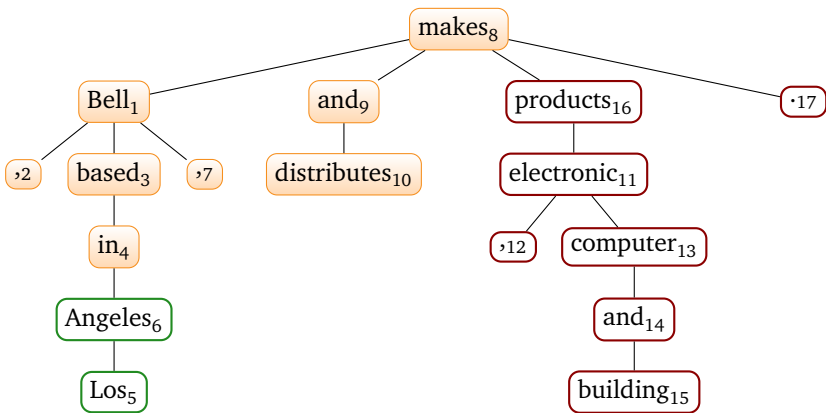 makes₈
Bell₁ and₉ products₁₆ .₁₇
,₂ based₃ ,₇ distributes₁₀ electronic₁₁
in₄ ,₁₂ computer₁₃
Angeles₆ and₁₄
Los₅ building₁₅